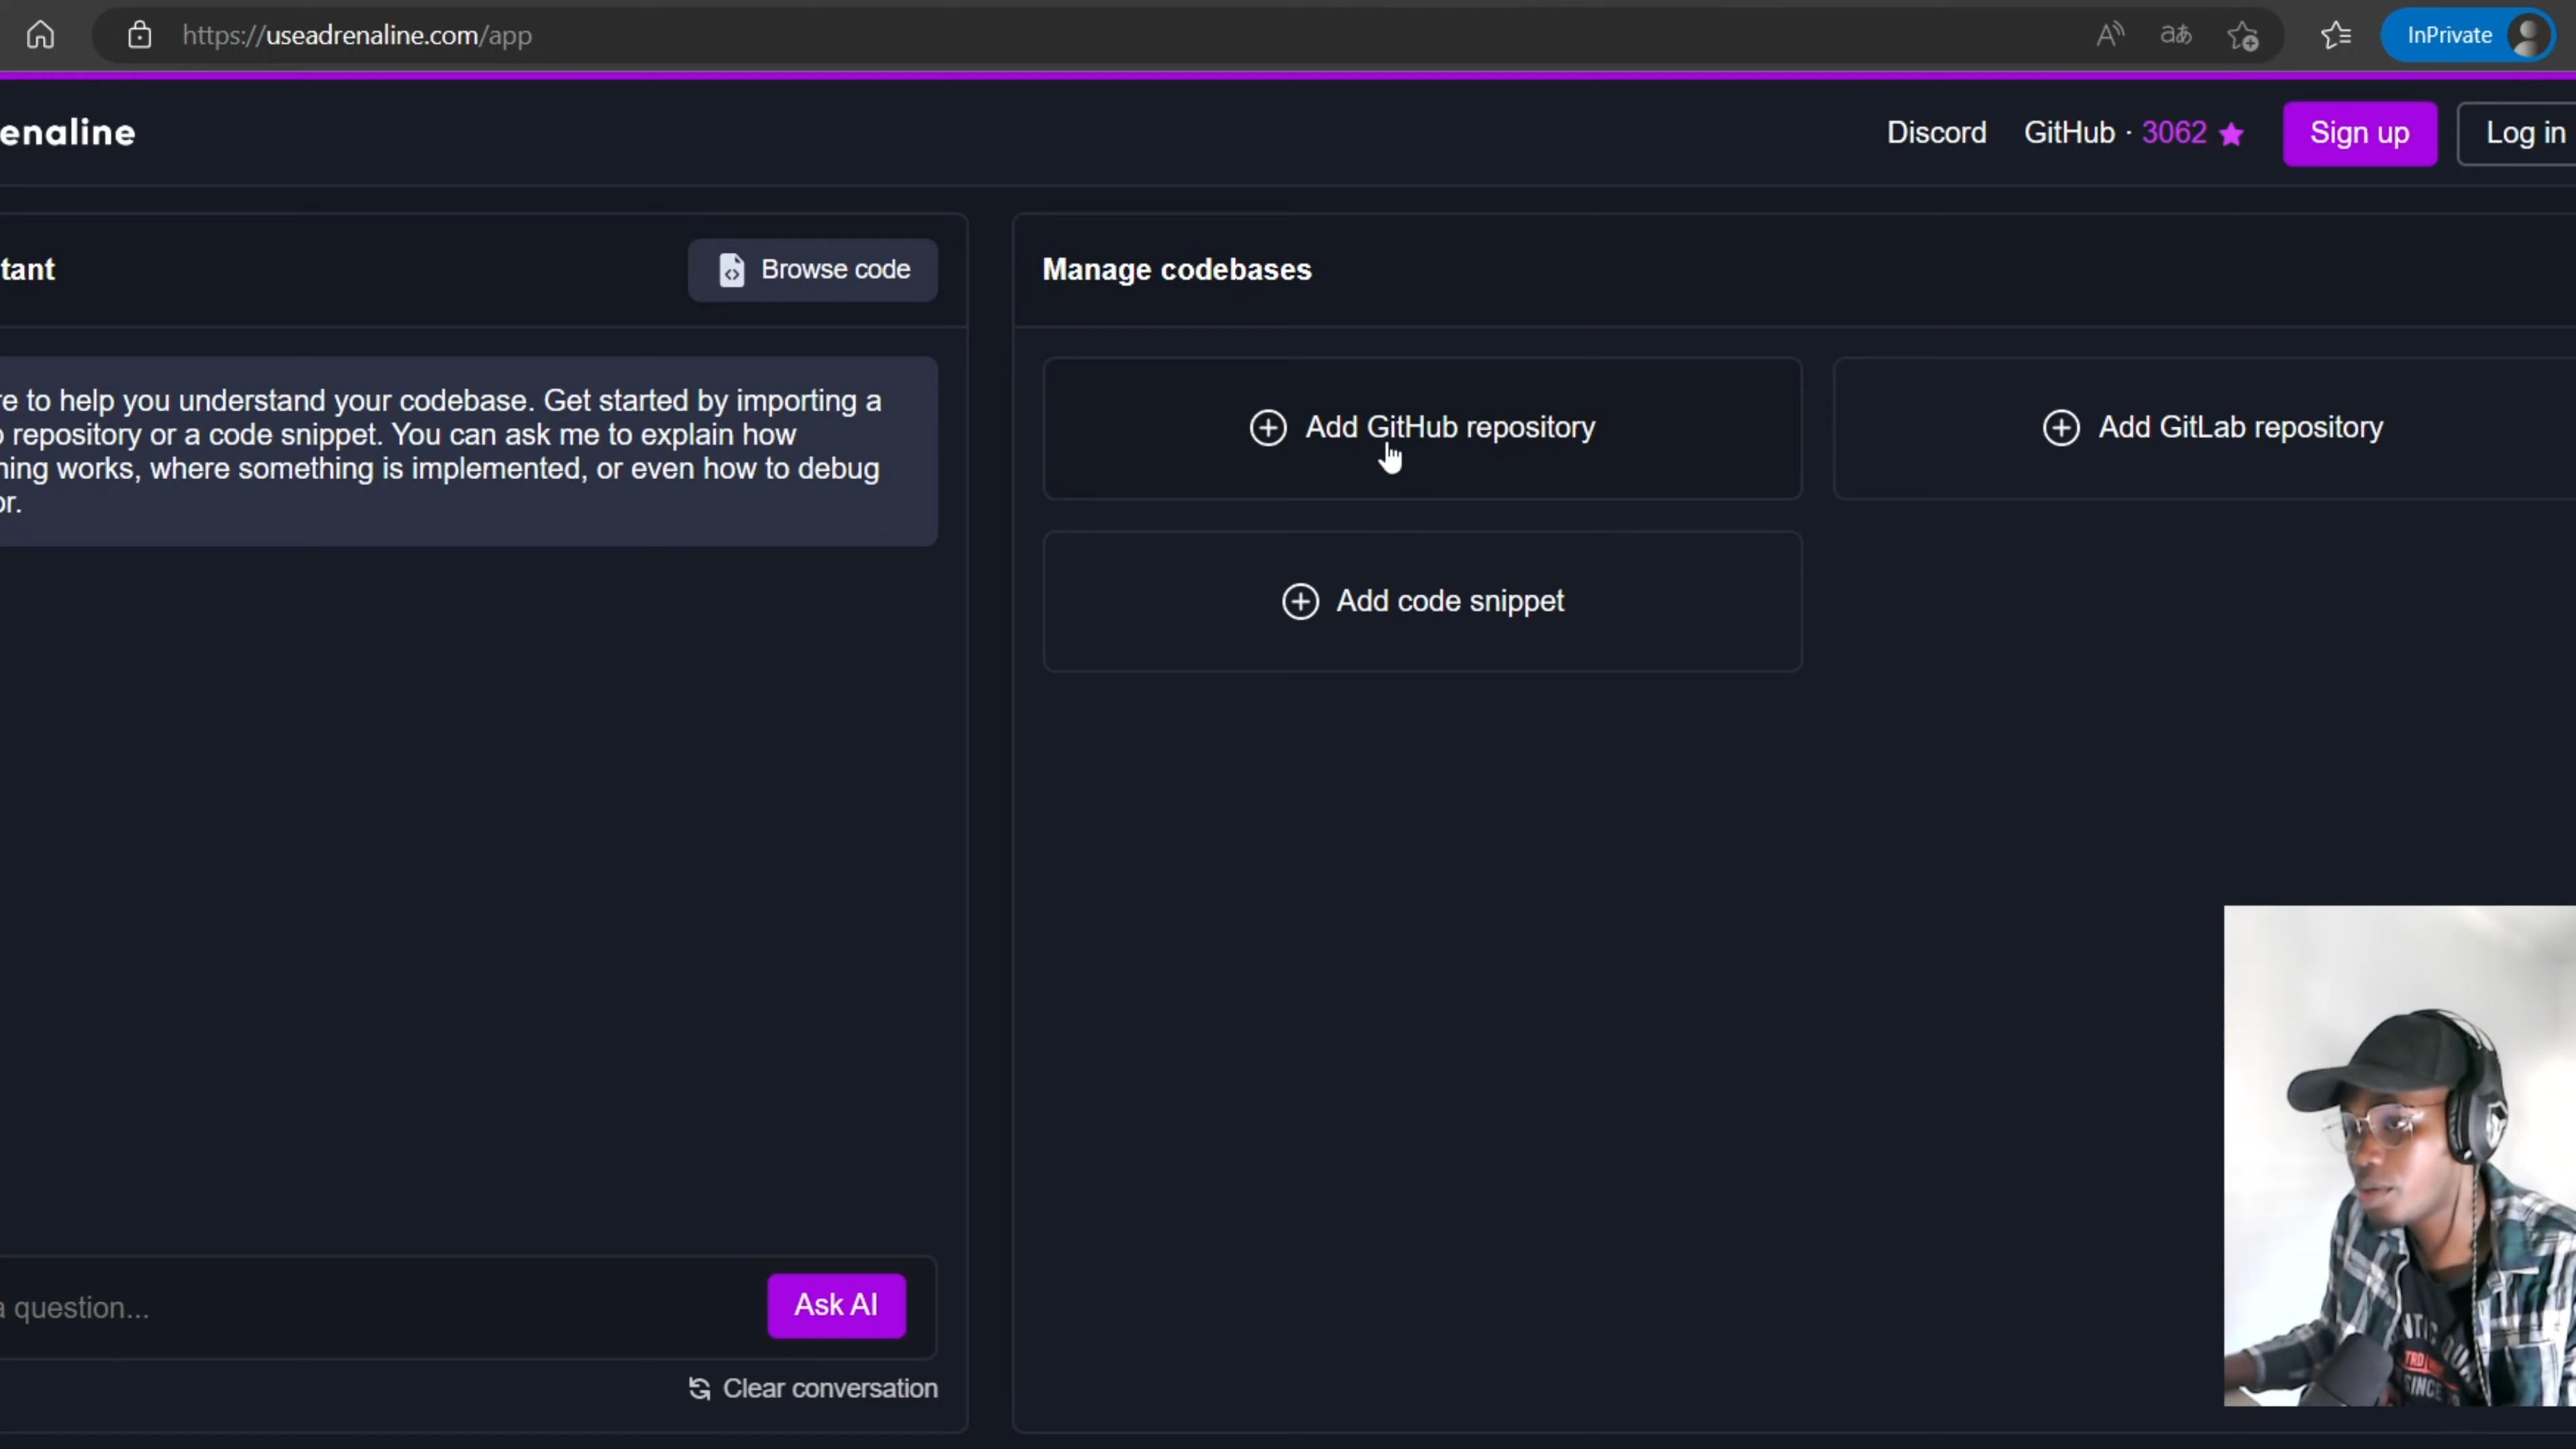 https://useadrenaline.com/app
InPrivate
enaline
Discord
GitHub · 3062
Sign up
Log in
tant
Browse code
Manage codebases
re to help you understand your codebase. Get started by importing a
repository or a code snippet. You can ask me to explain how
ning works, where something is implemented, or even how to debug
or.
Add GitHub repository
Add GitLab repository
Add code snippet
a question...
Ask AI
Clear conversation